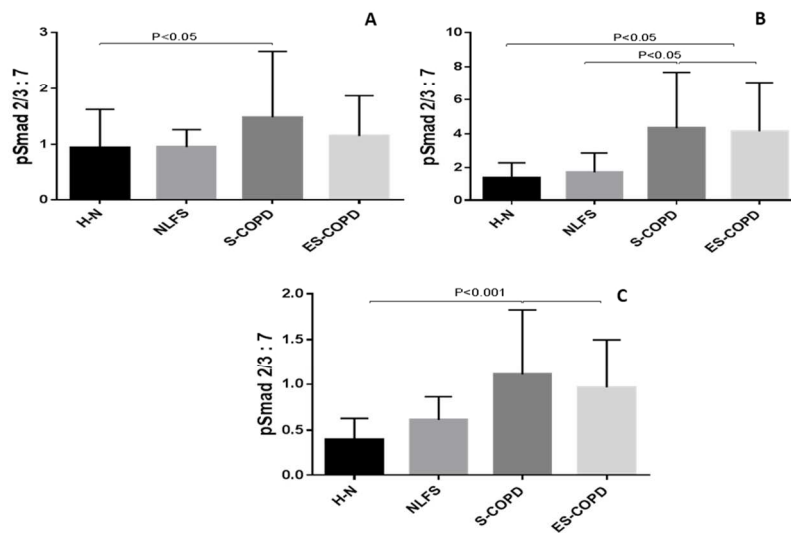 A
P<0.05
pSmad 2/3 : 7
3
2
1
0
H-N
NLFS
S-COPD
ES-COPD
B
P<0.05
P<0.05
pSmad 2/3 : 7
10
8
6
4
2
0
H-N
NLFS
S-COPD
ES-COPD
C
P<0.001
pSmad 2/3 : 7
2.0
1.5
1.0
0.5
0.0
H-N
NLFS
S-COPD
ES-COPD